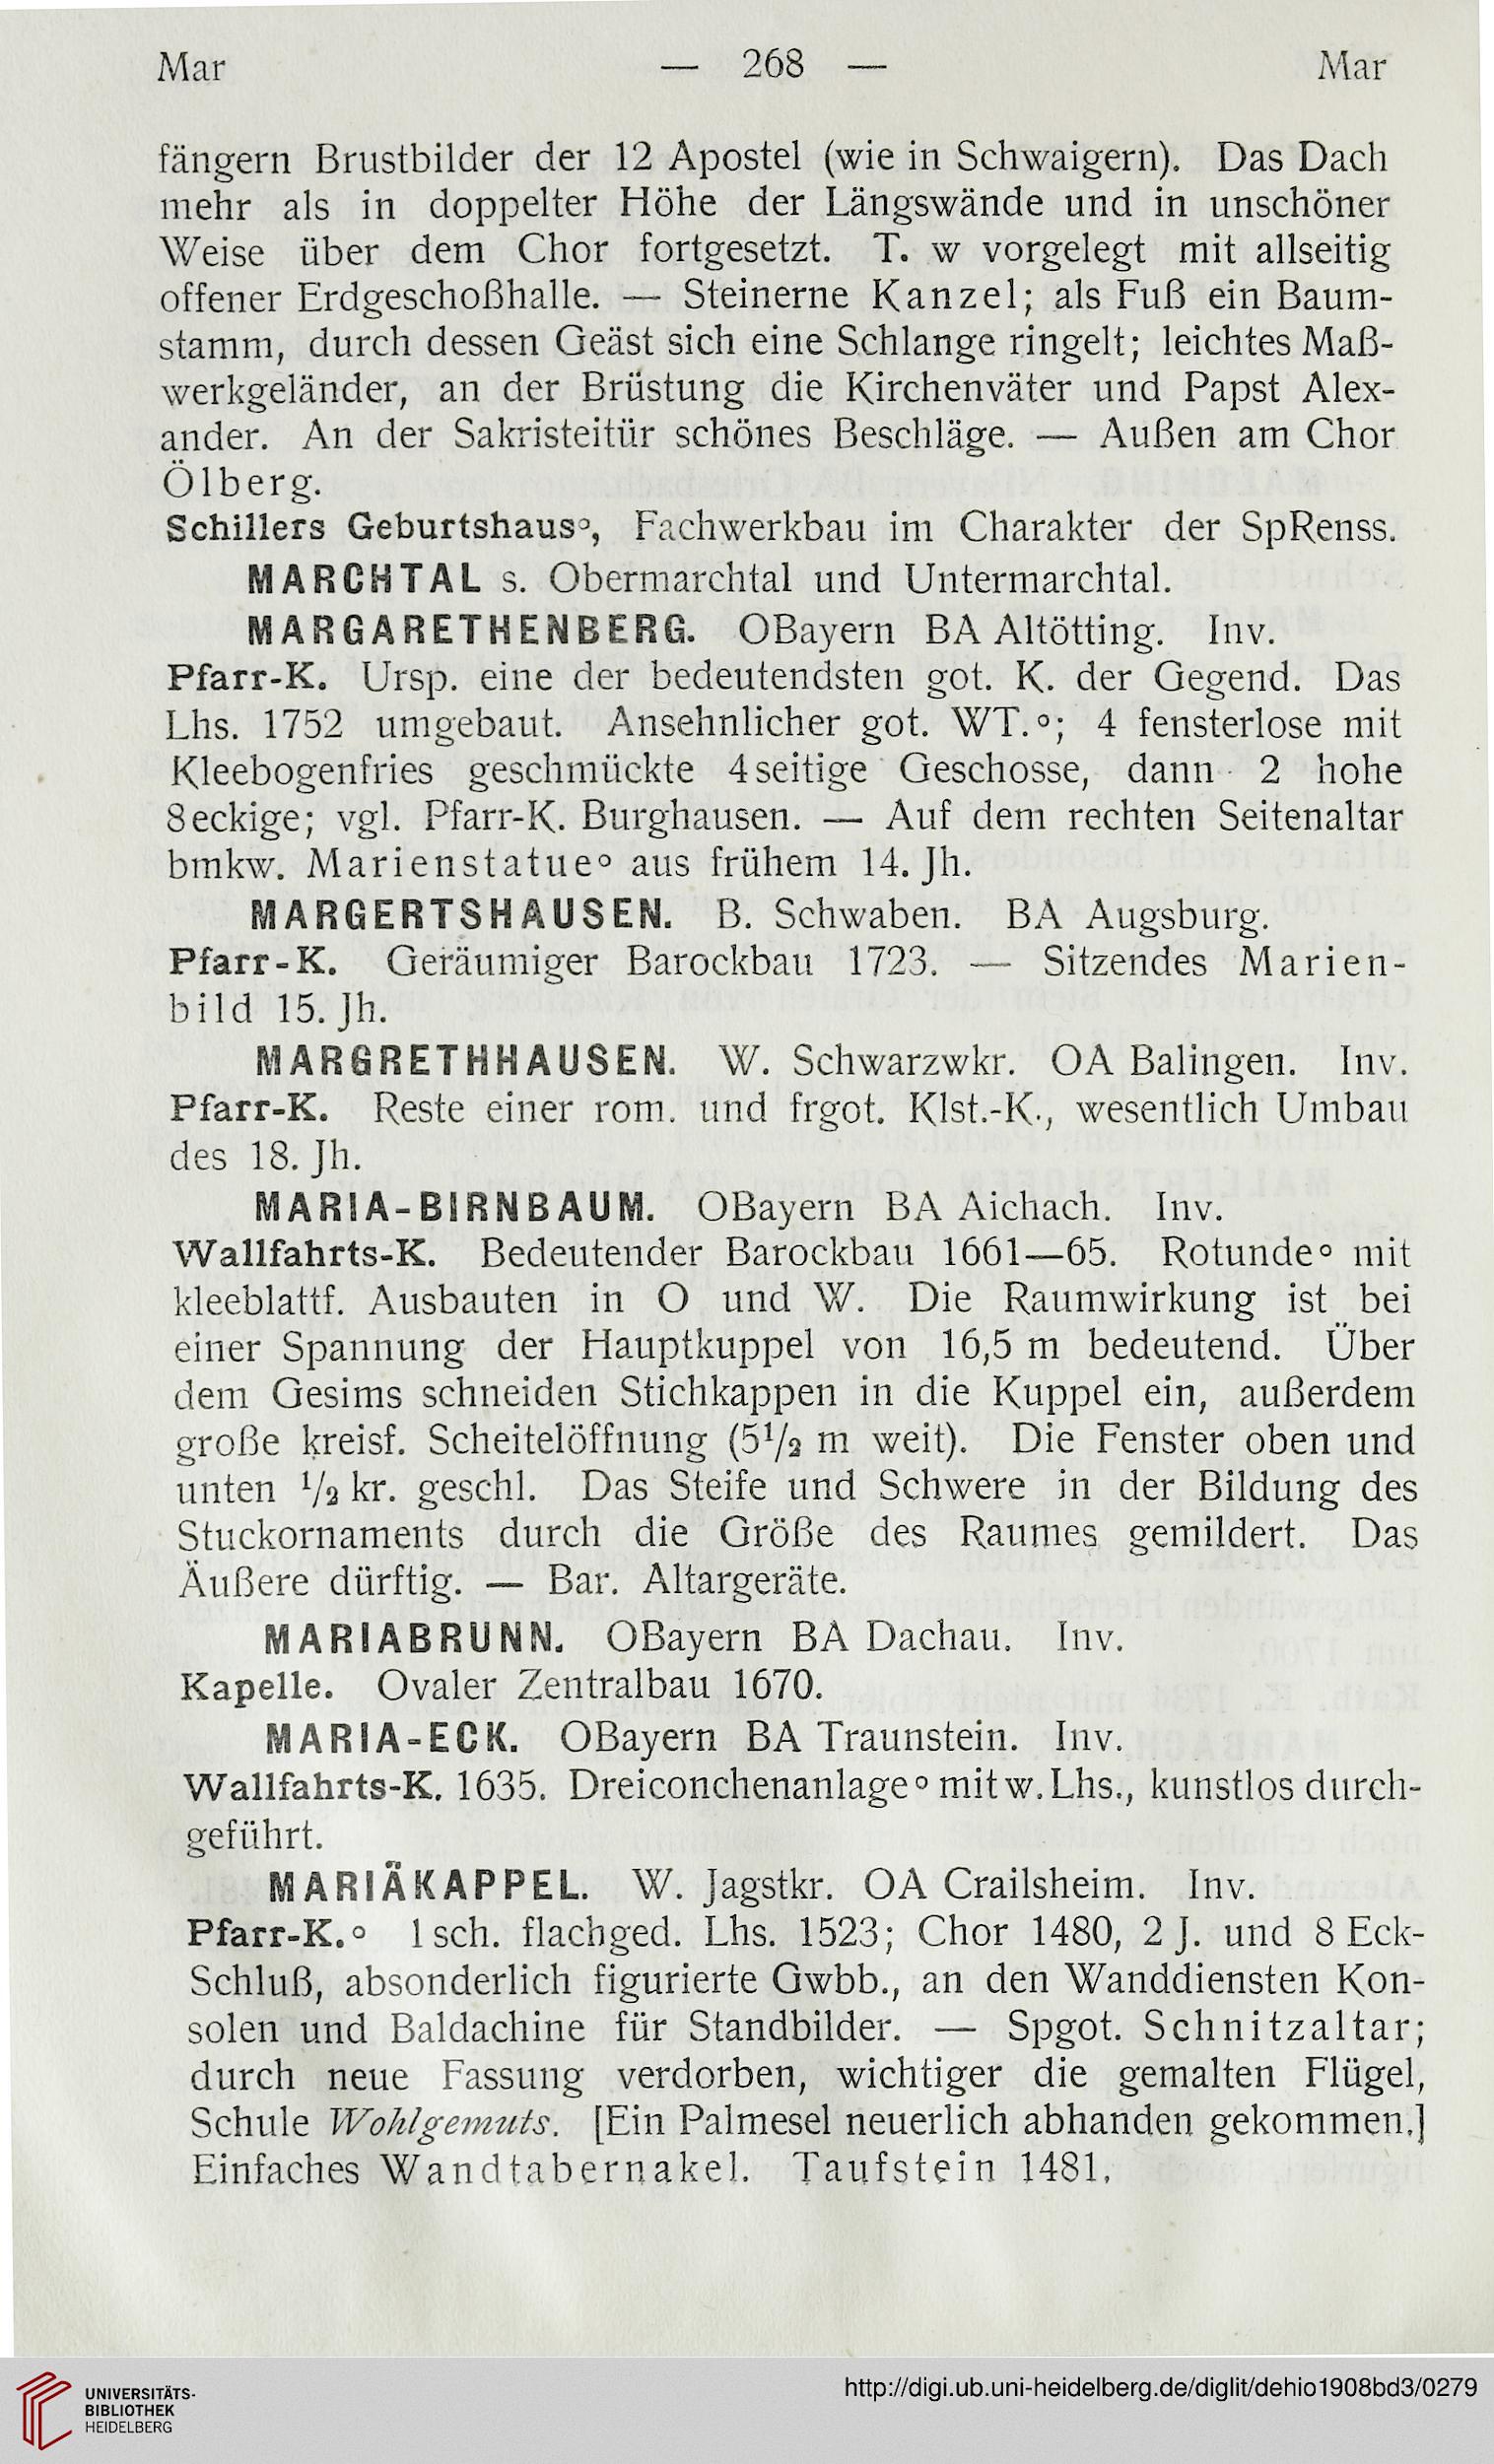 Mar — 268 — Mar
fängern Brustbilder der 12 Apostel (wie in Schwaigern). Das Dach
mehr als in doppelter Höhe der Längswände und in unschöner
Weise über dem Chor fortgesetzt. T. w vorgelegt mit allseitig
offener Erdgeschoßhalle. — Steinerne Kanzel; als Fuß ein Baum-
stamm, durch dessen Geäst sich eine Schlange ringelt; leichtes Maß-
werkgeländer, an der Brüstung die Kirchenväter und Papst Alex-
ander. An der Sakristeitür schönes Beschläge. — Außen am Chor
Ölberg.
Schillers Geburtshaus°, Fachwerkbau im Charakter der SpRenss.
MARCHTAL s. Obermarchtal und Untermarchtal.
MARGARETHENBERG. OBayern BA Altötting. Inv.
Pfarr-K. Ursp. eine der bedeutendsten got. K. der Gegend. Das
Lhs. 1752 umgebaut. Ansehnlicher got. WT.°; 4 fensterlose mit
Kleebogenfries geschmückte 4seitige Geschosse, dann 2 hohe
8eckige; vgl. Pfarr-K. Burghausen. — Auf dem rechten Seitenaltar
bmkw. Marienstatue° aus frühem 14. Jh.
MARGERTSHAUSEN. B. Schwaben. BA Augsburg.
Pfarr-K. Geräumiger Barockbau 1723. — Sitzendes Marien-
bild 15. Jh.
MARGRETHHAUSEN. W. Schwarzwkr. OA Balingen. Inv.
Pfarr-K. Reste einer rom. und frgot. Klst.-K., wesentlich Umbau
des 18. Jh.
MARIA-BIRNBAUM. OBayern BA Aichach. Inv.
Wallfahrts-K. Bedeutender Barockbau 1661—65. Rotunde° mit
kleeblattf. Ausbauten in O und W. Die Raumwirkung ist bei
einer Spannung der Hauptkuppel von 16,5 m bedeutend. Über
dem Gesims schneiden Stichkappen in die Kuppel ein, außerdem
große kreisf. Scheitelöffnung (5¹/₂ m weit). Die Fenster oben und
unten ¹/₂ kr. geschl. Das Steife und Schwere in der Bildung des
Stuckornaments durch die Größe des Raumes gemildert. Das
Äußere dürftig. — Bar. Altargeräte.
MARIABRUNN. OBayern BA Dachau. Inv.
Kapelle. Ovaler Zentralbau 1670.
MARIA-ECK. OBayern BA Traunstein. Inv.
Wallfahrts-K. 1635. Dreiconchenanlage° mit w. Lhs., kunstlos durch-
geführt.
MARIÄKAPPEL. W. Jagstkr. OA Crailsheim. Inv.
Pfarr-K.° 1sch. flachged. Lhs. 1523; Chor 1480, 2 J. und 8 Eck-
Schluß, absonderlich figurierte Gwbb., an den Wanddiensten Kon-
solen und Baldachine für Standbilder. — Spgot. Schnitzaltar;
durch neue Fassung verdorben, wichtiger die gemalten Flügel,
Schule Wohlgemuts. [Ein Palmesel neuerlich abhanden gekommen.]
Einfaches Wandtabernakel. Taufstein 1481.
UNIVERSITÄTS-
BIBLIOTHEK
HEIDELBERG
http://digi.ub.uni-heidelberg.de/diglit/dehio1908bd3/0279